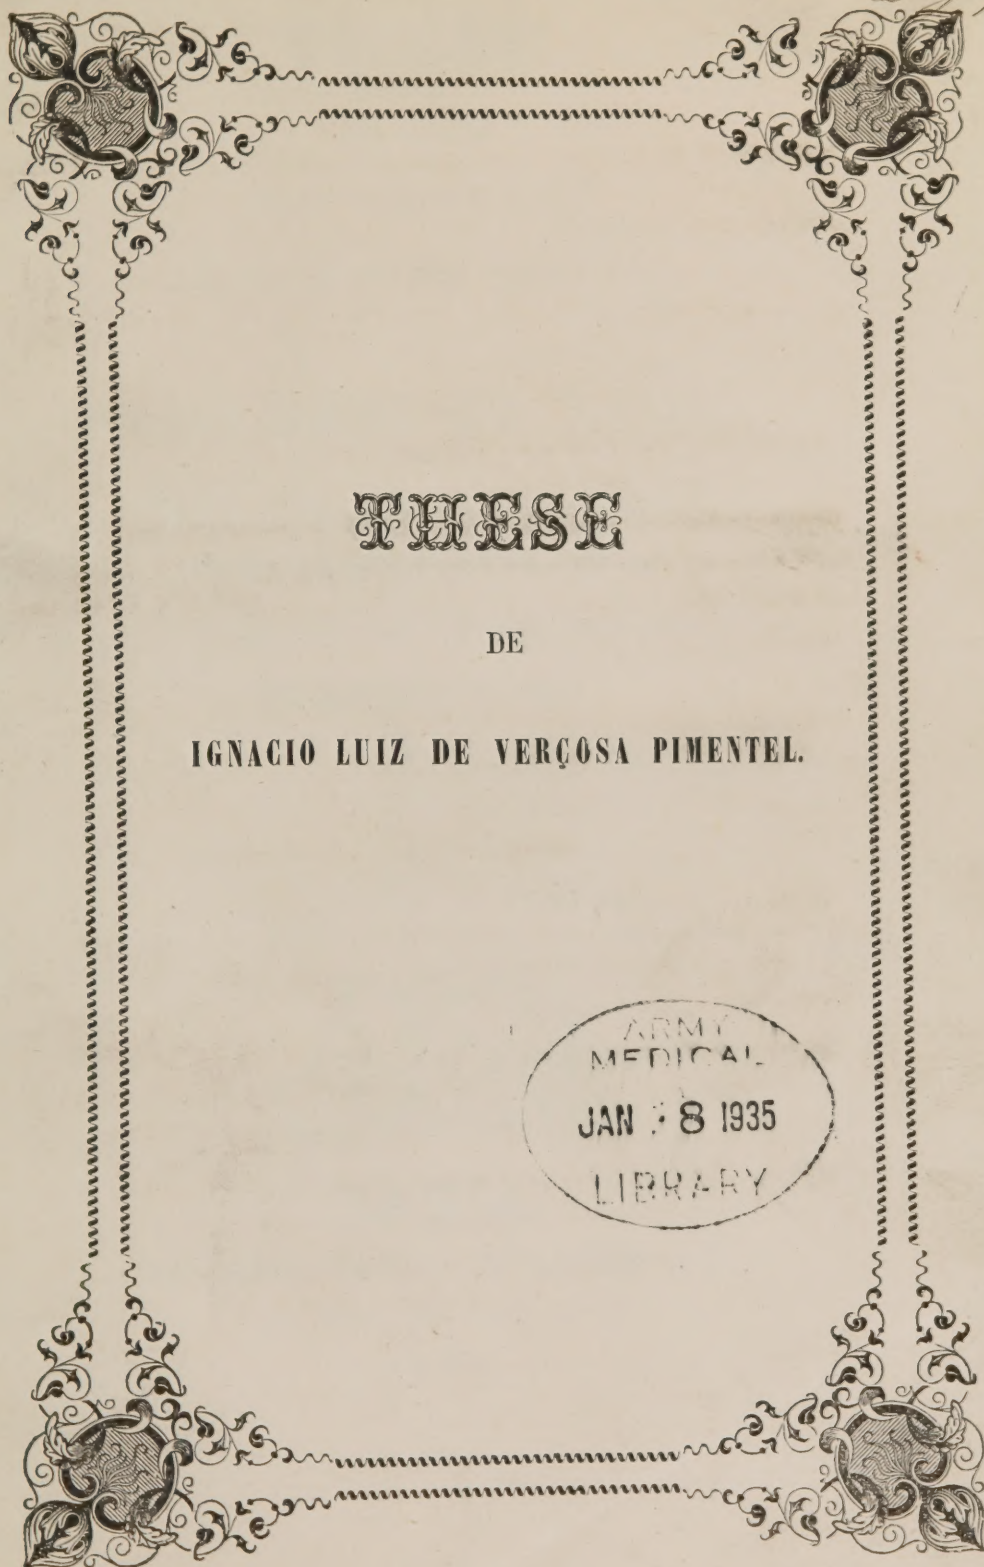 THESE
DE
IGNACIO LUIZ DE VERÇOSA PIMENTEL.
ARMY
MEDICAL
JAN 8 1935
LIBRARY